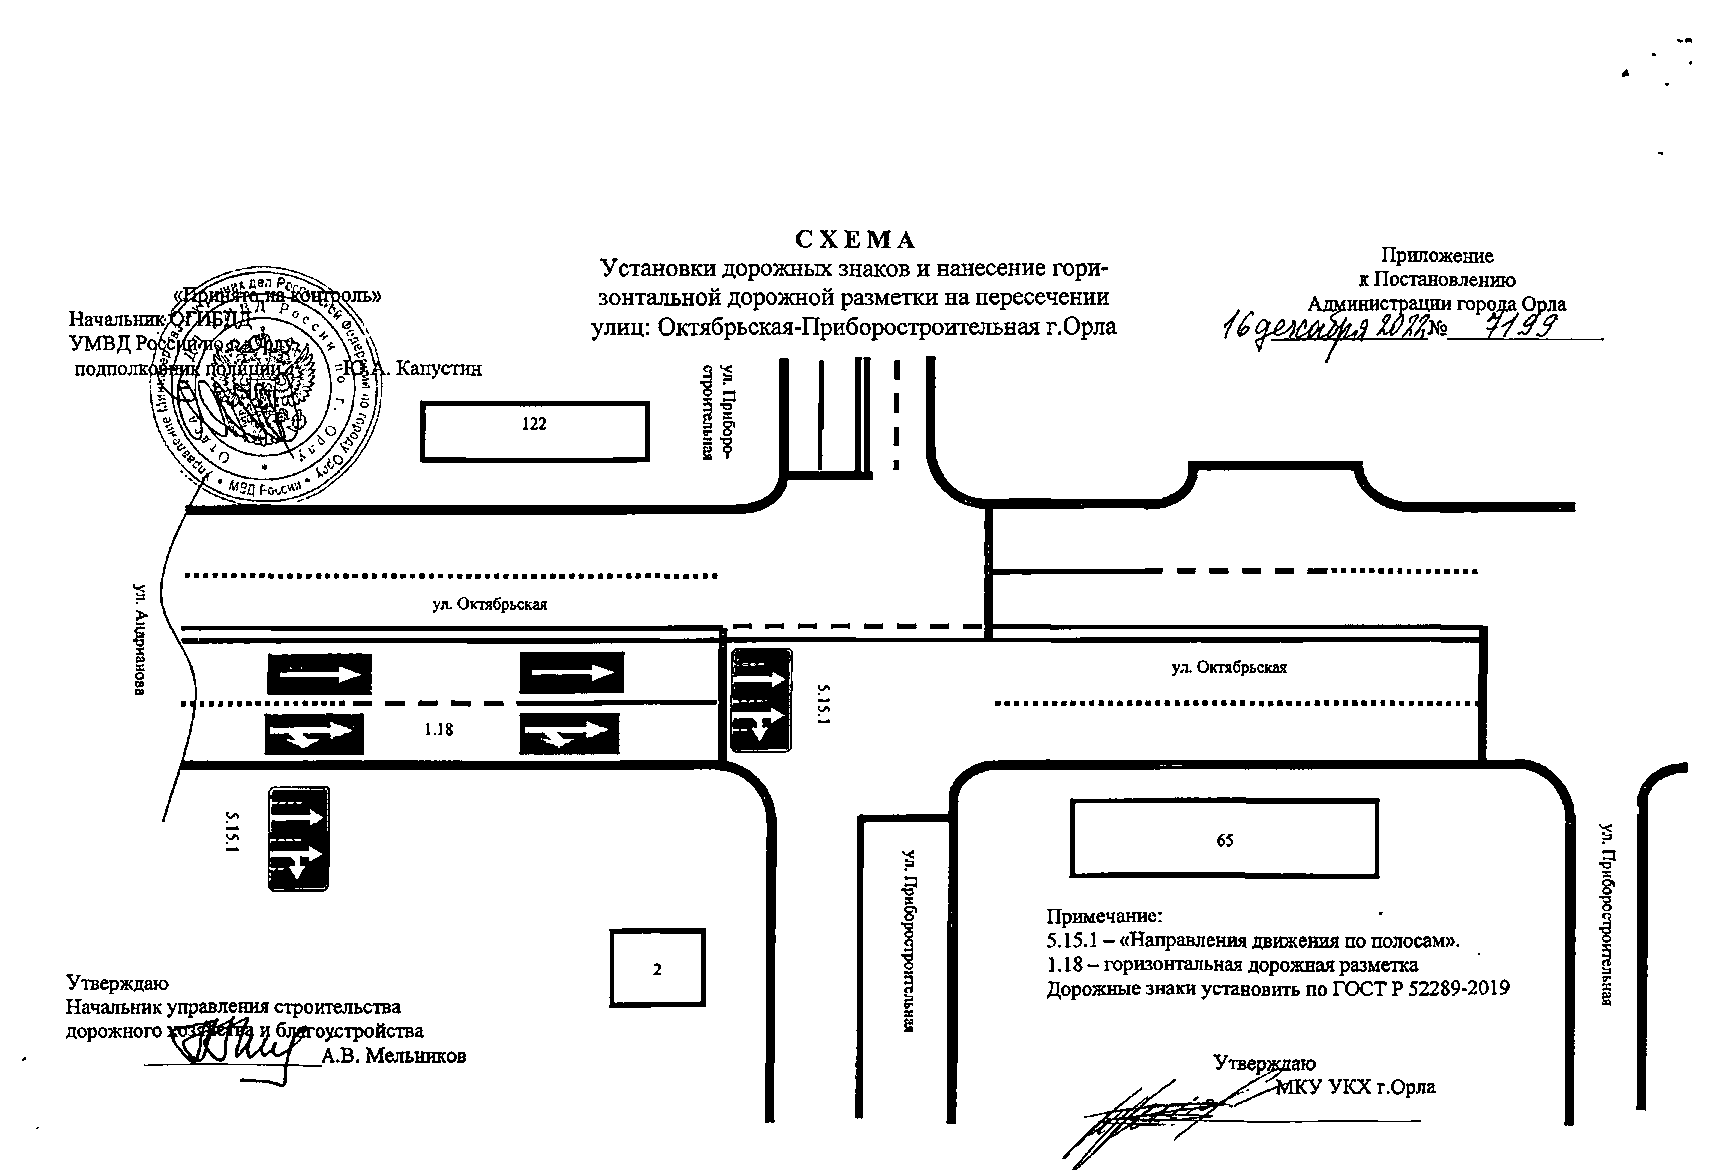 СХЕМА
Установки дорожных знаков и нанесение гори-
зонтальной дорожной разметки на пересечении
улиц: Октябрьская-Приборостроительная г.Орла
Приложение
к Постановлению
Администрации города Орла
16 декабря 2022 № 7199
«Принято на контроль»
Начальник ОГИБДД
УМВД России по г. Орлу
подполковник полиции Ю.А. Капустин
МВД России
ул. Приборо-
строительная
122
ул. Октябрьская
ул. Андрианова
ул. Октябрьская
5.15.1
1.18
5.15.1
65
ул. Приборостроительная
ул. Приборостроительная
2
Примечание:
5.15.1 – «Направления движения по полосам».
1.18 – горизонтальная дорожная разметка
Дорожные знаки установить по ГОСТ Р 52289-2019
Утверждаю
Начальник управления строительства
дорожного хозяйства и благоустройства
А.В. Мельников
Утверждаю
МКУ УКХ г.Орла